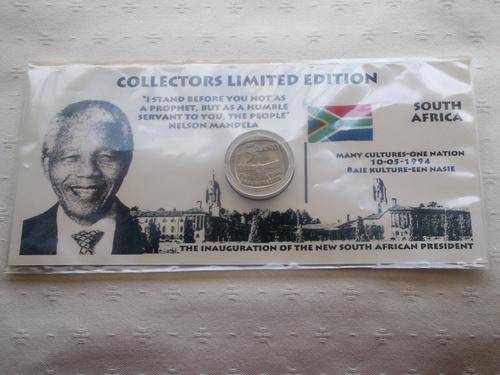 COLLECTORS LIMITED EDITION
"I STAND BEFORE YOU NOT AS
A PROPHET, BUT AS A HUMBLE
SERVANT TO YOU, THE PEOPLE"
NELSON MANDELA
SOUTH
AFRICA
MANY CULTURES-ONE NATION
10-05-1994
BAIE KULTURE-EEN NASIE
THE INAUGURATION OF THE NEW SOUTH AFRICAN PRESIDENT